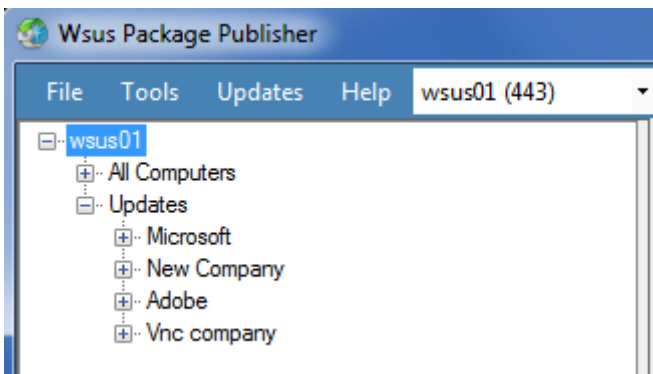 Wsus Package Publisher
File Tools Updates Help wsus01 (443)
wsus01
All Computers
Updates
Microsoft
New Company
Adobe
Vnc company